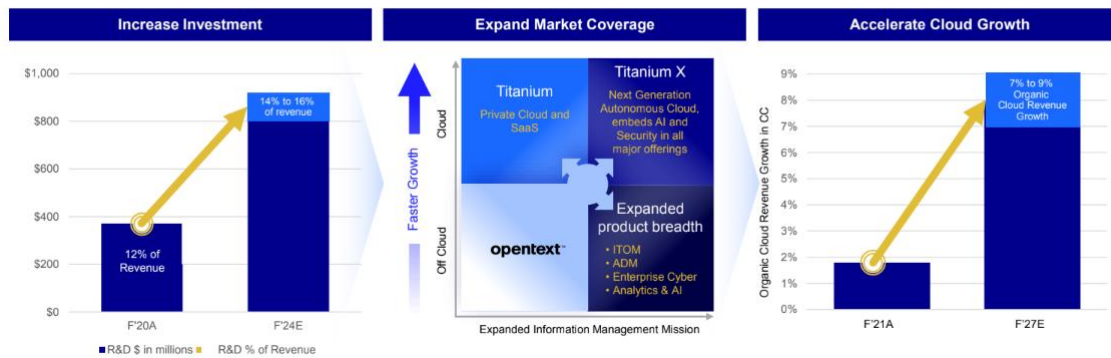 Increase Investment
$1,000
$800
$600
$400
$200
$0
14% to 16%
of revenue
12% of
Revenue
F'20A
F'24E
R&D $ in millions
R&D % of Revenue
Expand Market Coverage
Faster Growth
Cloud
Off Cloud
Titanium
Private Cloud and
SaaS
Titanium X
Next Generation
Autonomous Cloud,
embeds AI and
Security in all
major offerings
opentext™
Expanded
product breadth
• ITOM
• ADM
• Enterprise Cyber
• Analytics & AI
Expanded Information Management Mission
Accelerate Cloud Growth
Organic Cloud Revenue Growth in CC
9%
8%
7%
6%
5%
4%
3%
2%
1%
0%
7% to 9%
Organic
Cloud Revenue
Growth
F'21A
F'27E